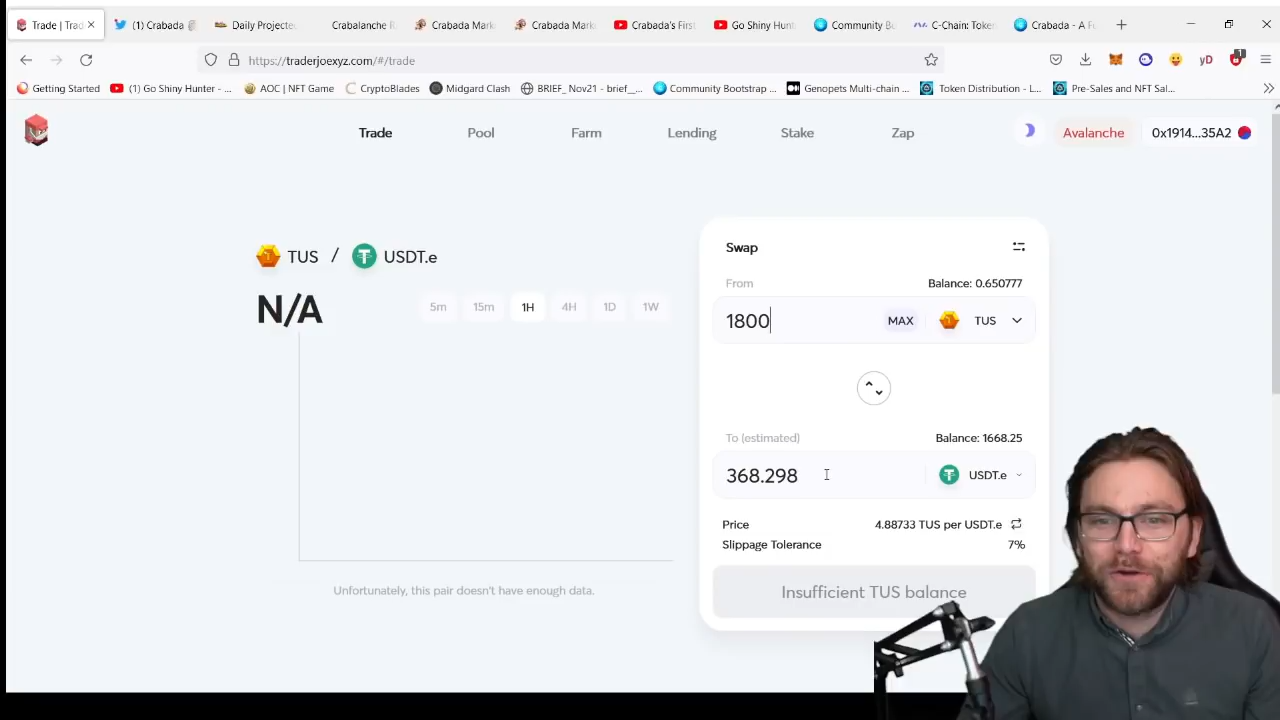 Trade | Trad
(1) Crabada
Daily Projecte
Crabalanche R
Crabada Mark
Crabada Mark
Crabada's First
Go Shiny Hunt
Community B
C-Chain: Token
Crabada - A F
https://traderjoexyz.com/#/trade
yD
1
Getting Started
(1) Go Shiny Hunter - ...
AOC | NFT Game
CryptoBlades
Midgard Clash
BRIEF_ Nov21 - brief_...
Community Bootstrap ...
Genopets Multi-chain ...
Token Distribution - L...
Pre-Sales and NFT Sal...
Trade
Pool
Farm
Lending
Stake
Zap
Avalanche
0x1914...35A2
TUS / USDT.e
N/A
5m
15m
1H
4H
1D
1W
Unfortunately, this pair doesn't have enough data.
Swap
From
Balance: 0.650777
1800
MAX
TUS
To (estimated)
Balance: 1668.25
368.298
USDT.e
Price
4.88733 TUS per USDT.e
Slippage Tolerance
7%
Insufficient TUS balance